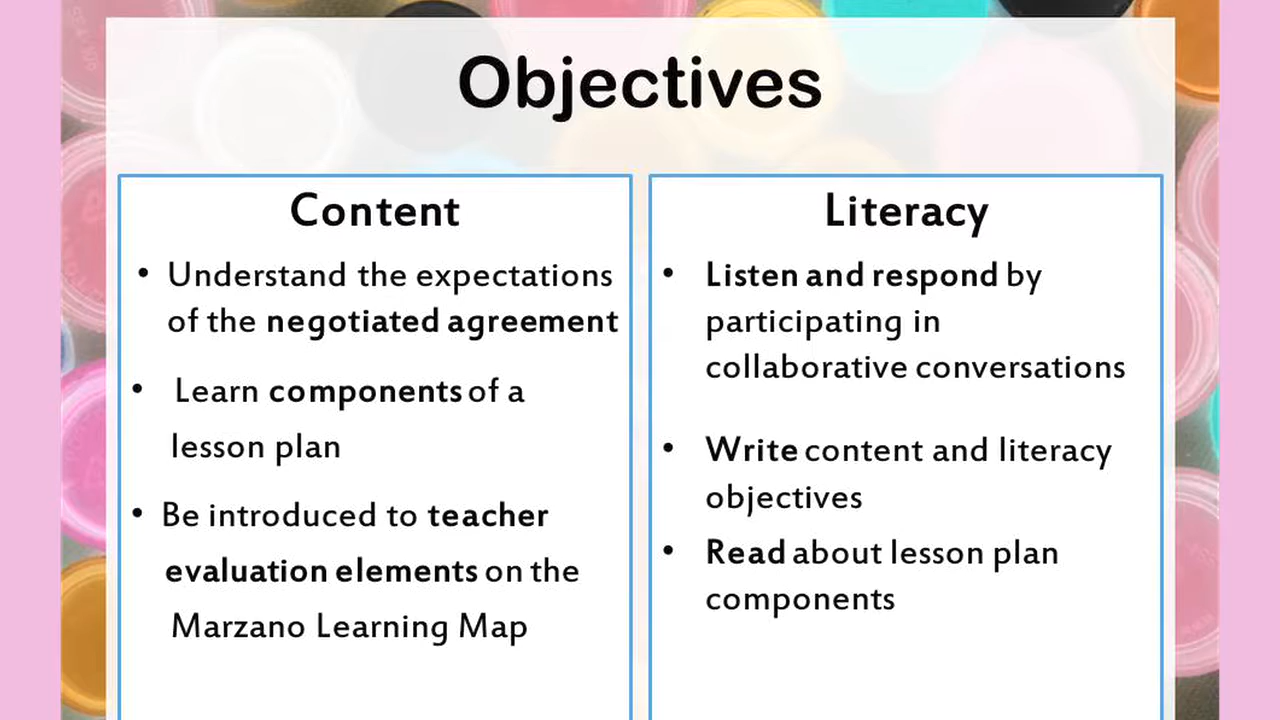 Objectives
Content
• Understand the expectations
of the negotiated agreement
• Learn components of a
lesson plan
• Be introduced to teacher
evaluation elements on the
Marzano Learning Map
Literacy
• Listen and respond by
participating in
collaborative conversations
• Write content and literacy
objectives
• Read about lesson plan
components